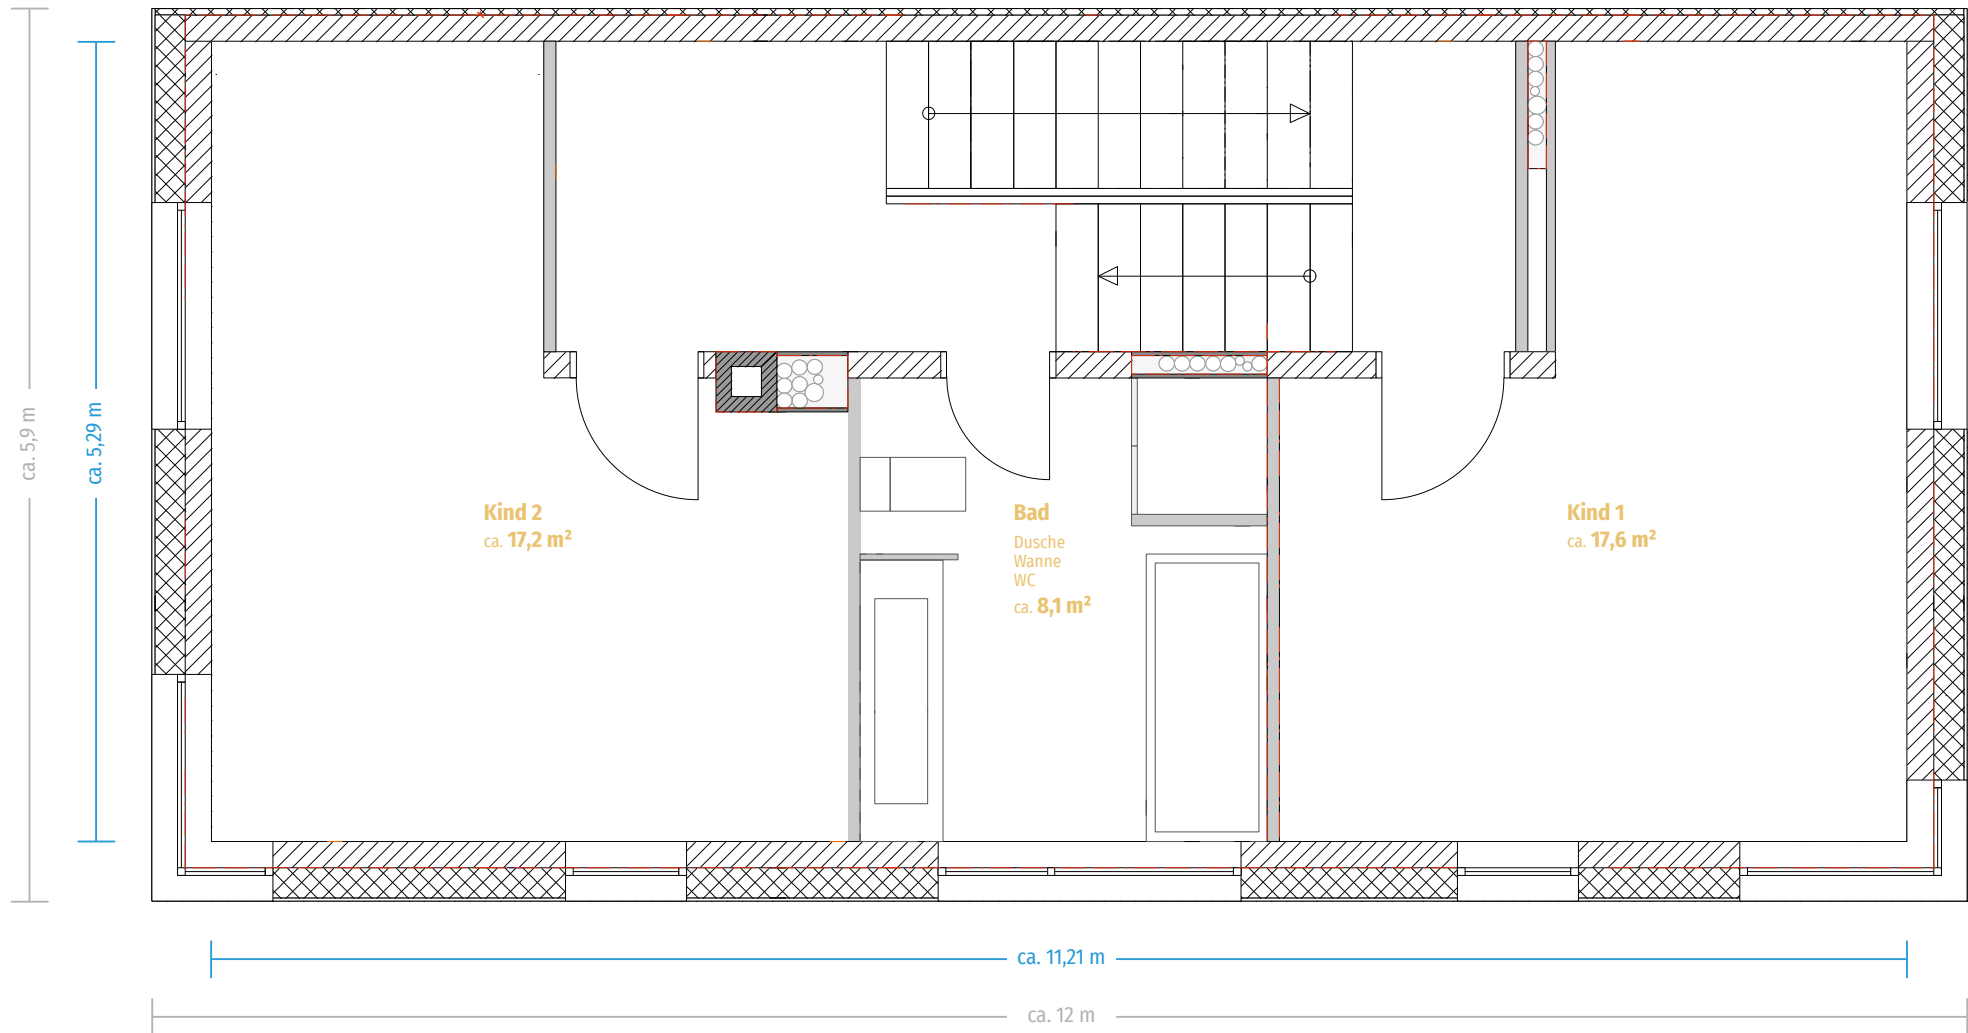 ca. 5,9 m
ca. 5,29 m
Kind 2
ca. 17,2 m²
Bad
Dusche
Wanne
WC
ca. 8,1 m²
Kind 1
ca. 17,6 m²
ca. 11,21 m
ca. 12 m